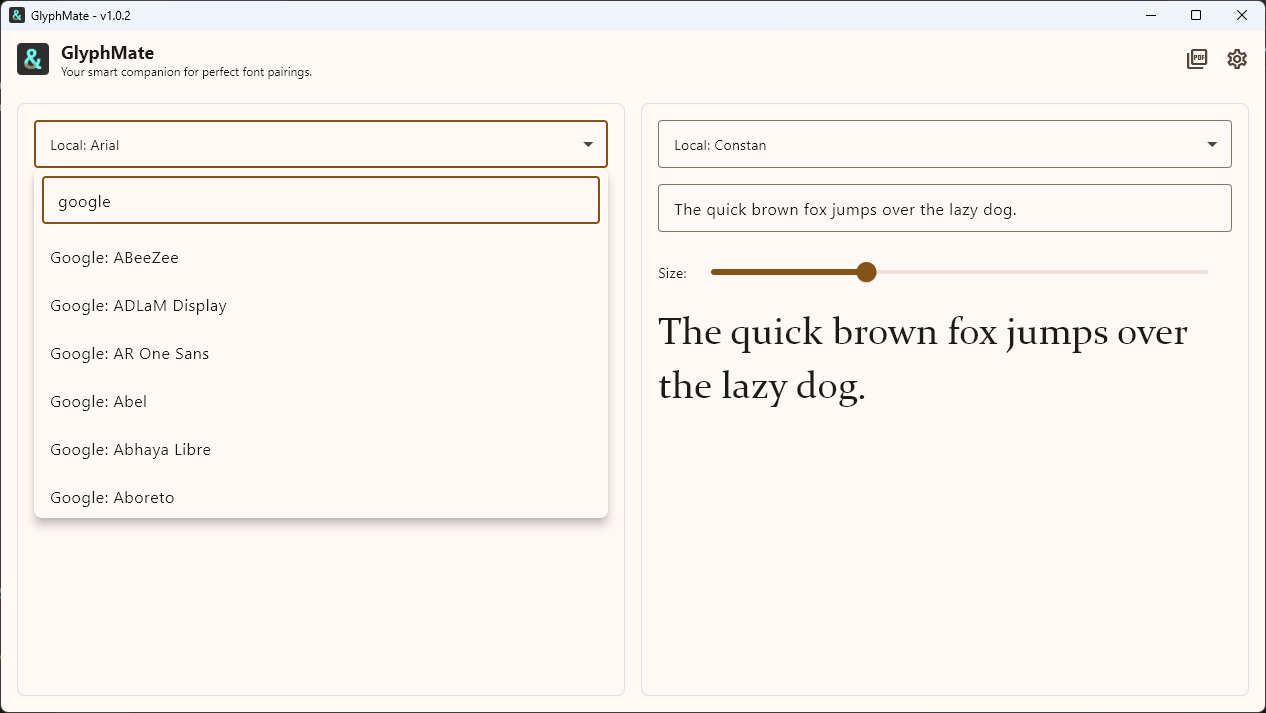 GlyphMate - v1.0.2
&
GlyphMate
Your smart companion for perfect font pairings.
PDF
Local: Arial
google
Google: ABeeZee
Google: ADLaM Display
Google: AR One Sans
Google: Abel
Google: Abhaya Libre
Google: Aboreto
Local: Constan
The quick brown fox jumps over the lazy dog.
Size:
The quick brown fox jumps over
the lazy dog.